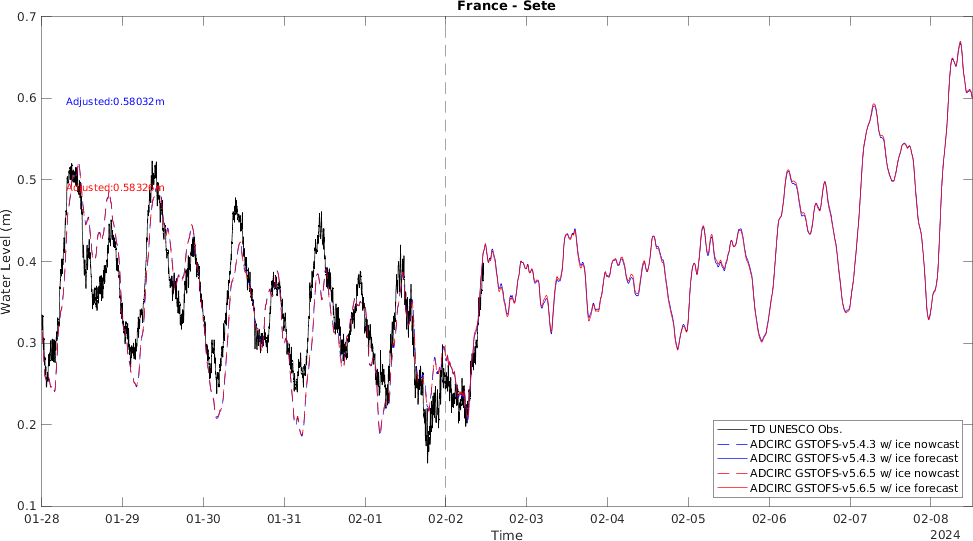 France - Sete
0.7
0.6
0.5
0.4
0.3
0.2
0.1
Water Level (m)
Adjusted:0.58032m
Adjusted:0.58326m
TD UNESCO Obs.
ADCIRC GSTOFS-v5.4.3 w/ ice nowcast
ADCIRC GSTOFS-v5.4.3 w/ ice forecast
ADCIRC GSTOFS-v5.6.5 w/ ice nowcast
ADCIRC GSTOFS-v5.6.5 w/ ice forecast
01-28 01-29 01-30 01-31 02-01 02-02 02-03 02-04 02-05 02-06 02-07 02-08
Time
2024